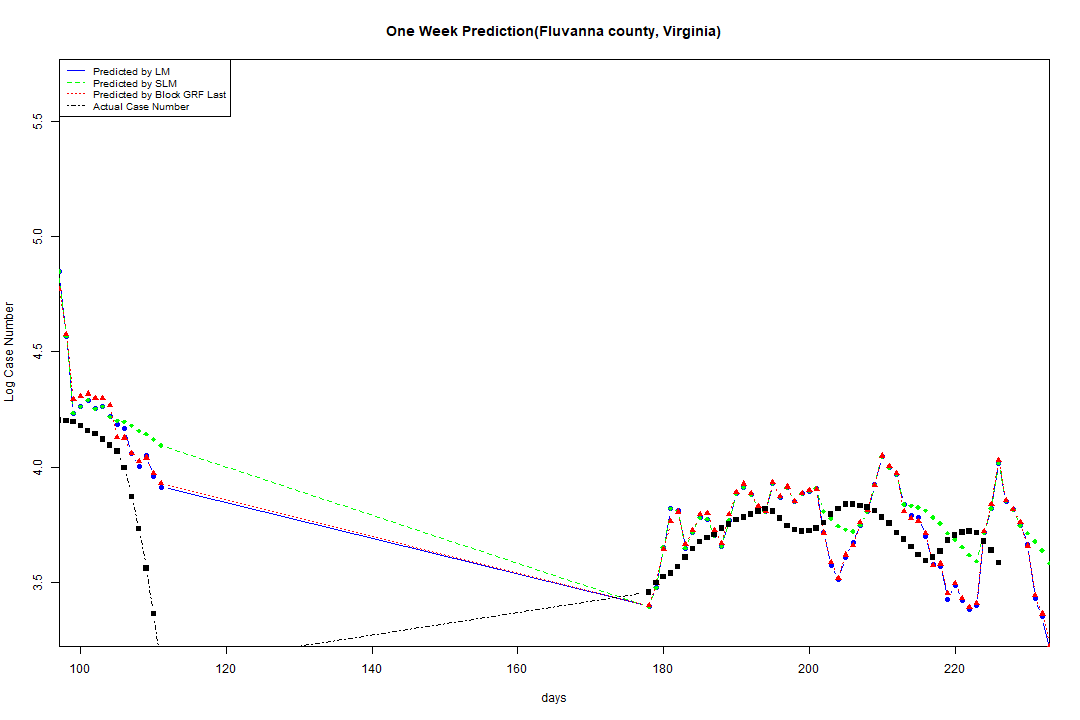 One Week Prediction(Fluvanna county, Virginia)
Predicted by LM
Predicted by SLM
Predicted by Block GRF Last
Actual Case Number
5.5
5.0
4.5
4.0
3.5
Log Case Number
100 120 140 160 180 200 220
days